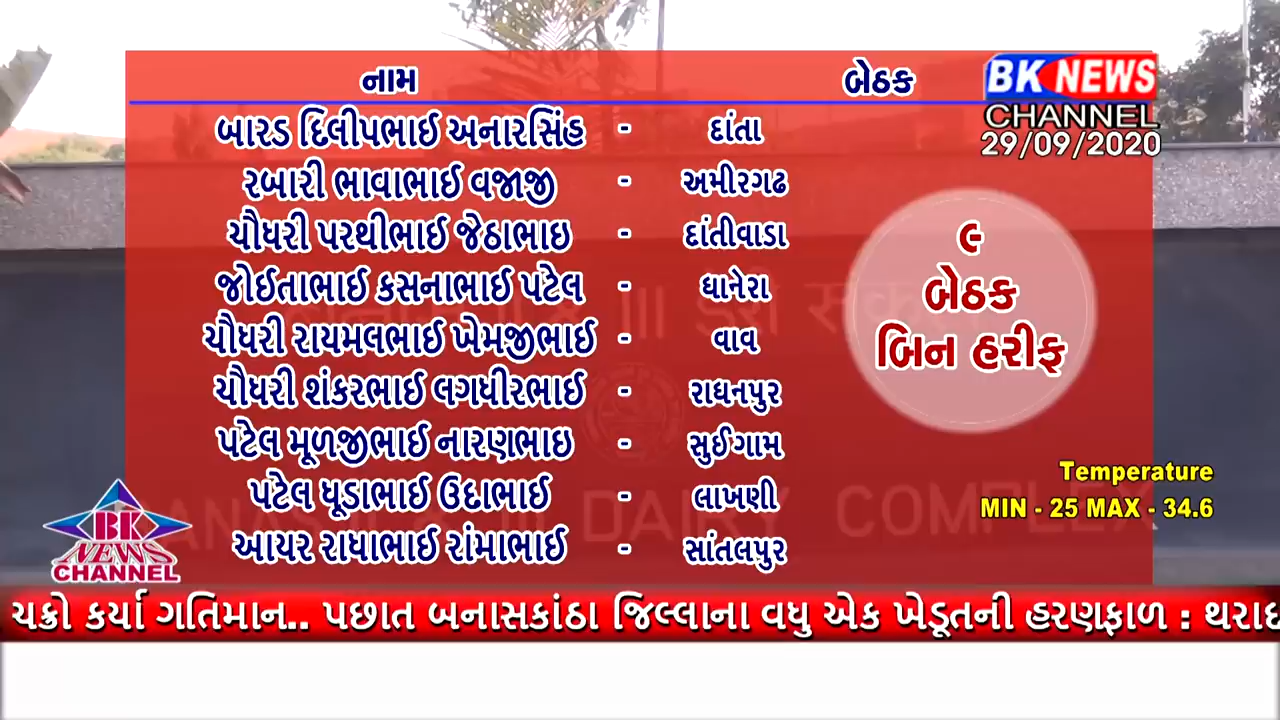 નામ બેઠક
બારડ દિલીપભાઈ અનારસિંહ - દાંતા
રબારી ભાવાભાઈ વજાજી - અમીરગઢ
ચૌધરી પરથીભાઈ જેઠાભાઇ - દાંતીવાડા
જોઈતાભાઈ કસનાભાઈ પટેલ - ધાનેરા
ચૌધરી રાયમલભાઈ ખેમજીભાઈ - વાવ
ચૌધરી શંકરભાઈ લગધીરભાઈ - રાધનપુર
પટેલ મૂળજીભાઈ નારણભાઇ - સુઈગામ
પટેલ ધૂડાભાઈ ઉદાભાઈ - લાખણી
આયર રાધાભાઈ રાંમાભાઈ - સાંતલપુર
BK NEWS
CHANNEL
29/09/2020
૯
બેઠક
બિન હરીફ
Temperature
MIN - 25 MAX - 34.6
DAIRY COMPLEX
BK
NEWS
CHANNEL
ચક્રો કર્યા ગતિમાન.. પછાત બનાસકાંઠા જિલ્લાના વધુ એક ખેડૂતની હરણફાળ : થરાદ